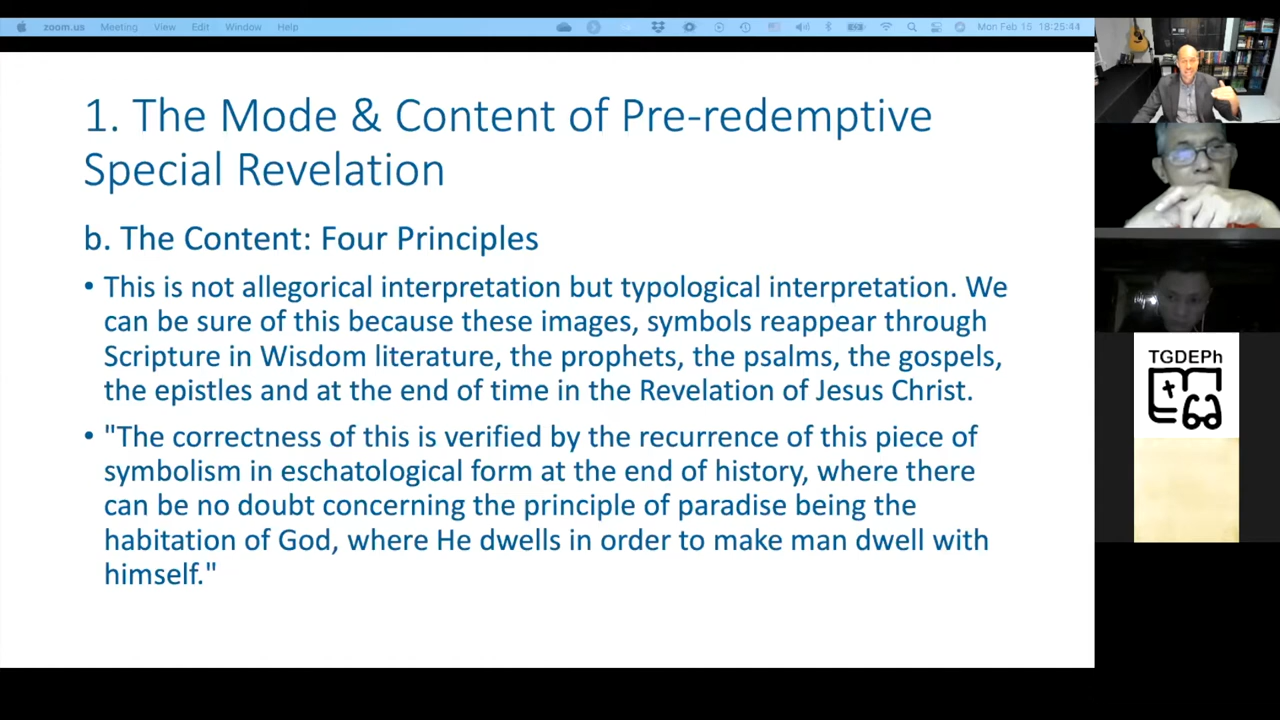 zoom.us Meeting View Edit Window Help Mon Feb 15 18:25:44
1. The Mode & Content of Pre-redemptive
Special Revelation
b. The Content: Four Principles
• This is not allegorical interpretation but typological interpretation. We
can be sure of this because these images, symbols reappear through
Scripture in Wisdom literature, the prophets, the psalms, the gospels,
the epistles and at the end of time in the Revelation of Jesus Christ.
• "The correctness of this is verified by the recurrence of this piece of
symbolism in eschatological form at the end of history, where there
can be no doubt concerning the principle of paradise being the
habitation of God, where He dwells in order to make man dwell with
himself."
TGDEPh